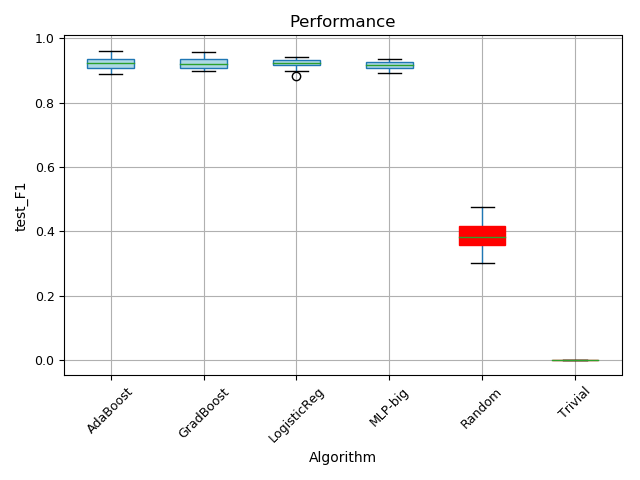 Performance
test_F1
1.0
0.8
0.6
0.4
0.2
0.0
AdaBoost
GradBoost
LogisticReg
MLP-big
Random
Trivial
Algorithm